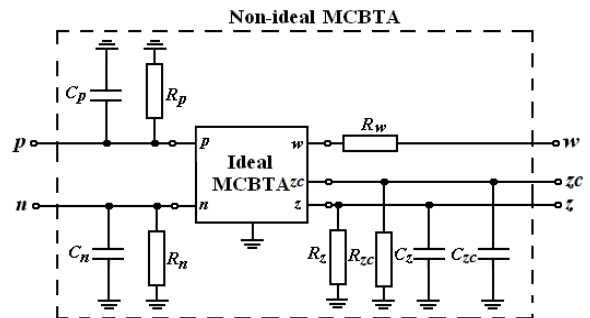 Non-ideal MCBTA
Cp
Rp
Rw
p
p
w
w
Ideal
MCBTA
zc
zc
n
n
z
z
Cn
Rn
Rz
Rzc
Cz
Czc